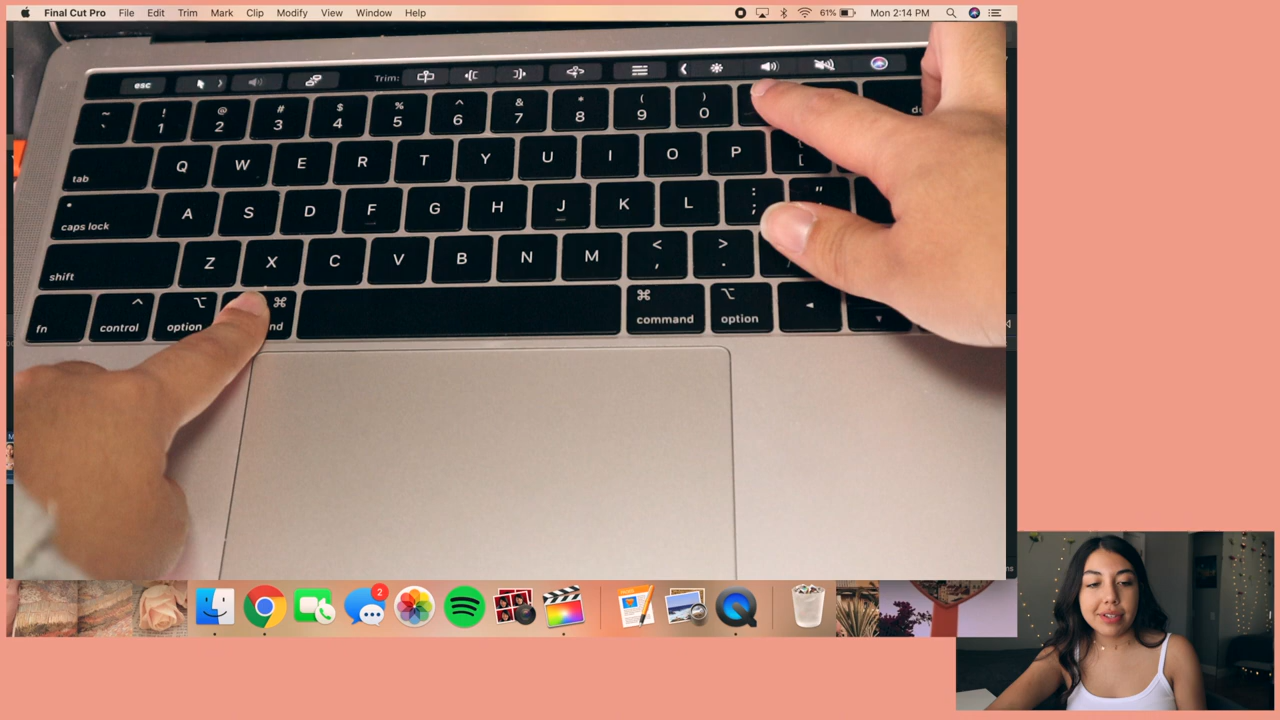 Final Cut Pro File Edit Trim Mark Clip Modify View Window Help 61% Mon 2:14 PM
esc Trim:
~ ! @ # $ % ^ & * ( )
` 1 2 3 4 5 6 7 8 9 0
tab Q W E R T Y U I O P [
caps lock A S D F G H J K L : ; "
shift Z X C V B N M < , > .
fn control option command option
2